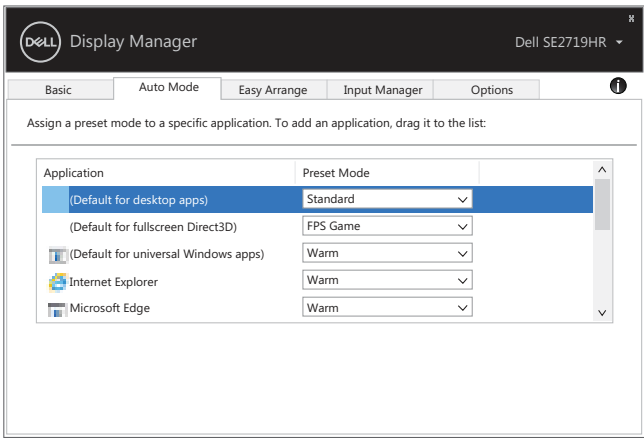 x
DELL Display Manager
Dell SE2719HR
Basic Auto Mode Easy Arrange Input Manager Options
Assign a preset mode to a specific application. To add an application, drag it to the list:
Application Preset Mode
(Default for desktop apps) Standard
(Default for fullscreen Direct3D) FPS Game
(Default for universal Windows apps) Warm
Internet Explorer Warm
Microsoft Edge Warm